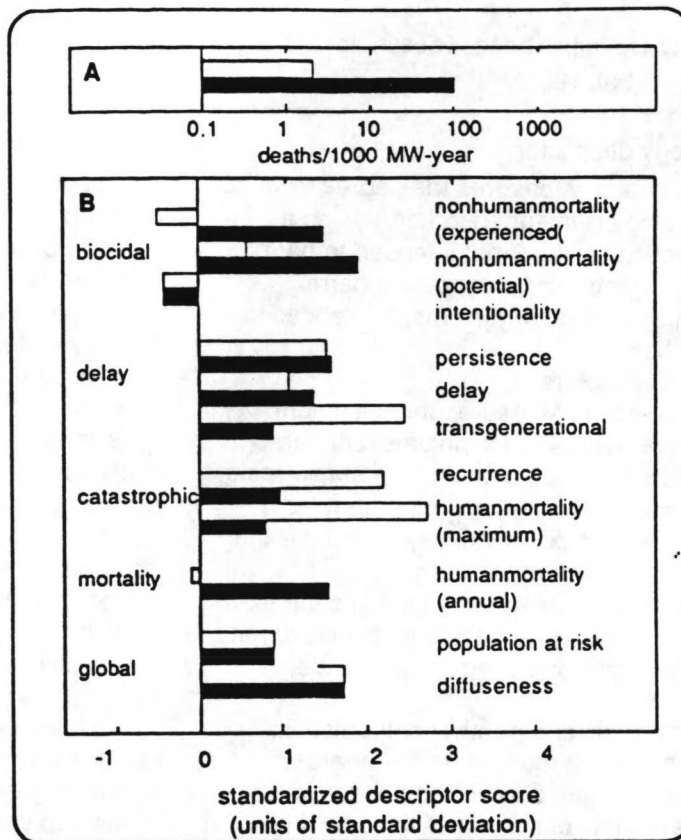 A
0.1 1 10 100 1000
deaths/1000 MW-year
B
nonhumanmortality
(experienced(
biocidal
nonhumanmortality
(potential)
intentionality
persistence
delay
delay
transgenerational
recurrence
catastrophic
humanmortality
(maximum)
mortality
humanmortality
(annual)
population at risk
global
diffuseness
-1 0 1 2 3 4
standardized descriptor score
(units of standard deviation)